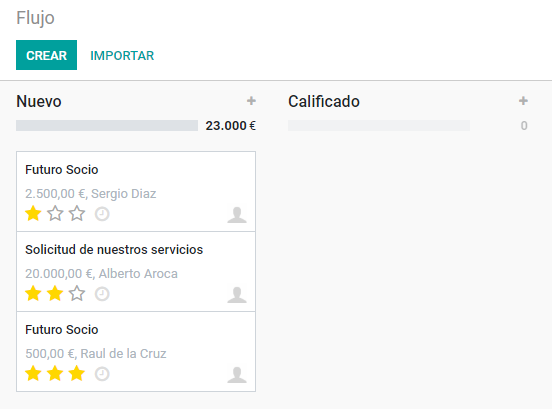 Flujo
CREAR IMPORTAR
Nuevo +
23.000 €
Calificado +
0
Futuro Socio
2.500,00 €, Sergio Diaz
Solicitud de nuestros servicios
20.000,00 €, Alberto Aroca
Futuro Socio
500,00 €, Raul de la Cruz